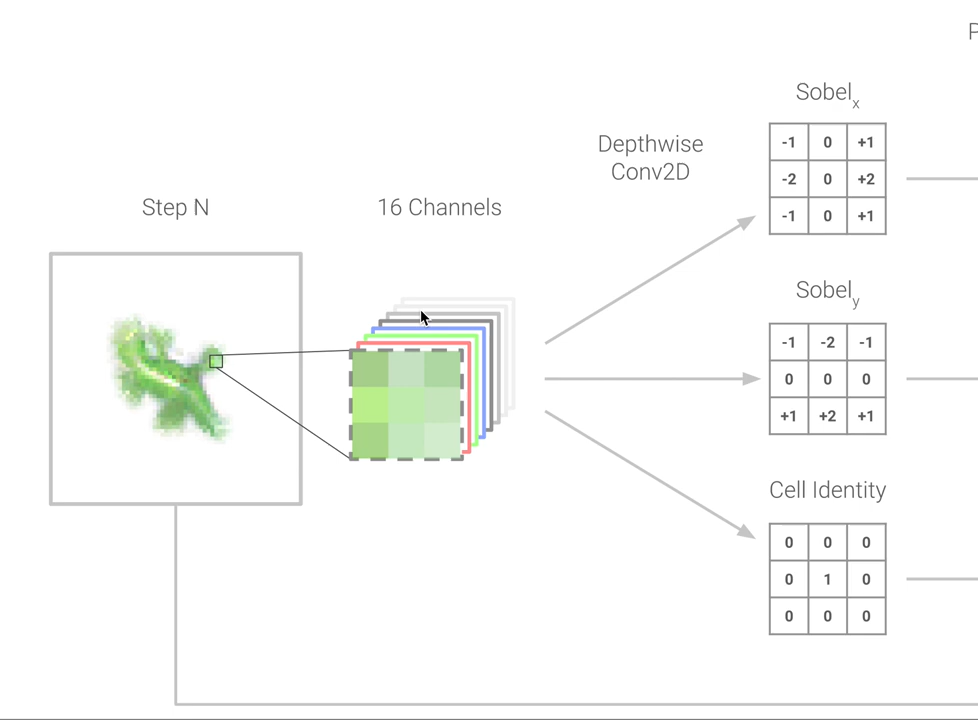 P
Sobelx
-1 0 +1
-2 0 +2
-1 0 +1
Depthwise
Conv2D
Step N
16 Channels
Sobely
-1 -2 -1
0 0 0
+1 +2 +1
Cell Identity
0 0 0
0 1 0
0 0 0